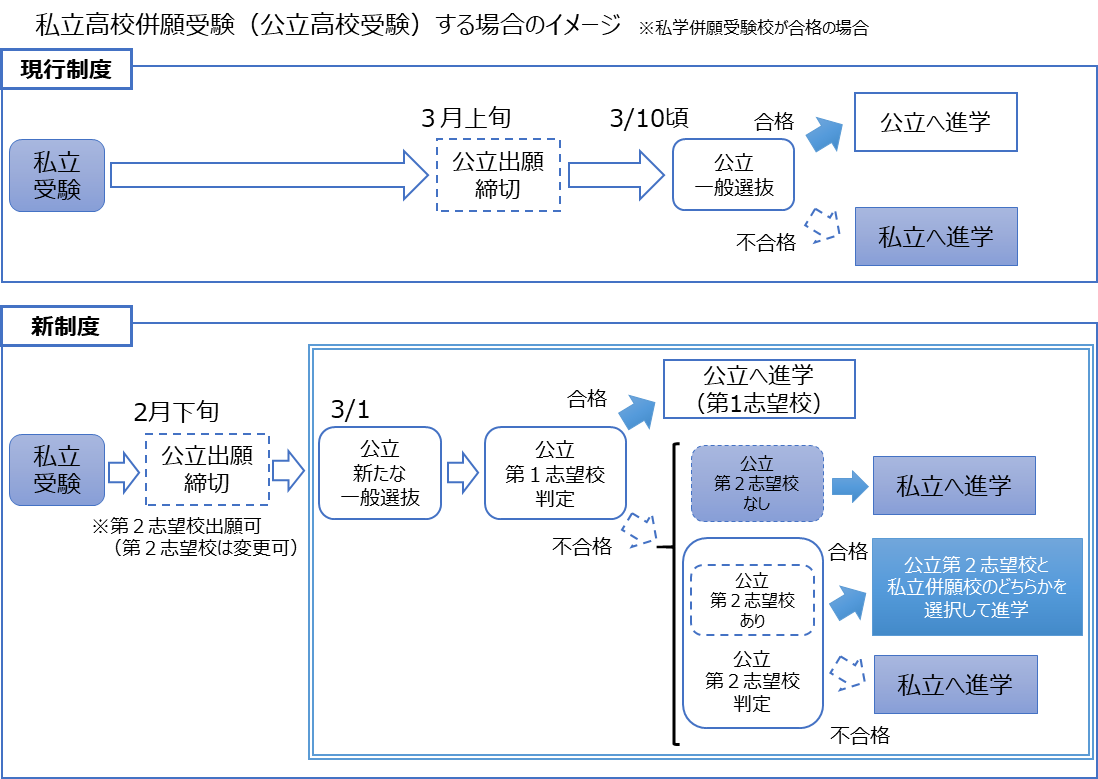 私立高校併願受験（公立高校受験）する場合のイメージ　※私学併願受験校が合格の場合
現行制度
私立
受験
３月上旬
公立出願
締切
3/10頃
公立
一般選抜
合格
公立へ進学
不合格
私立へ進学
新制度
私立
受験
2月下旬
公立出願
締切
※第２志望校出願可
（第２志望校は変更可）
3/1
公立
新たな
一般選抜
公立
第１志望校
判定
合格
公立へ進学
（第1志望校）
不合格
公立
第２志望校
なし
私立へ進学
公立
第２志望校
あり
公立
第２志望校
判定
合格
公立第２志望校と
私立併願校のどちらかを
選択して進学
不合格
私立へ進学